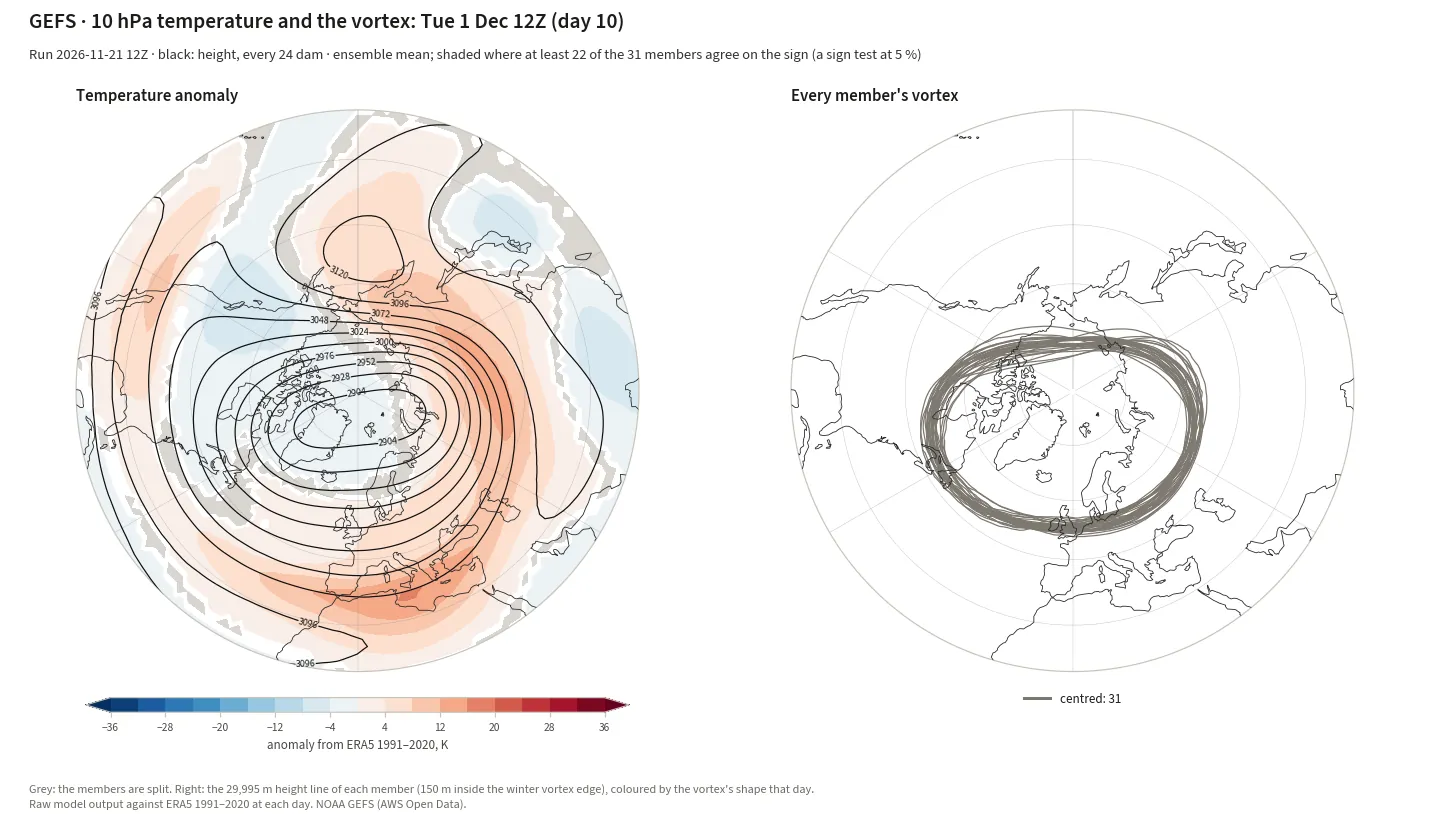 GEFS · 10 hPa temperature and the vortex: Tue 1 Dec 12Z (day 10)
Run 2026-11-21 12Z · black: height, every 24 dam · ensemble mean; shaded where at least 22 of the 31 members agree on the sign (a sign test at 5 %)
Temperature anomaly
Every member's vortex
3120
3096
3096
3072
3048
3024
3000
2976
2952
2928
2904
2904
3096
3096
−36 −28 −20 −12 −4 4 12 20 28 36
anomaly from ERA5 1991–2020, K
centred: 31
Grey: the members are split. Right: the 29,995 m height line of each member (150 m inside the winter vortex edge), coloured by the vortex's shape that day.
Raw model output against ERA5 1991–2020 at each day. NOAA GEFS (AWS Open Data).